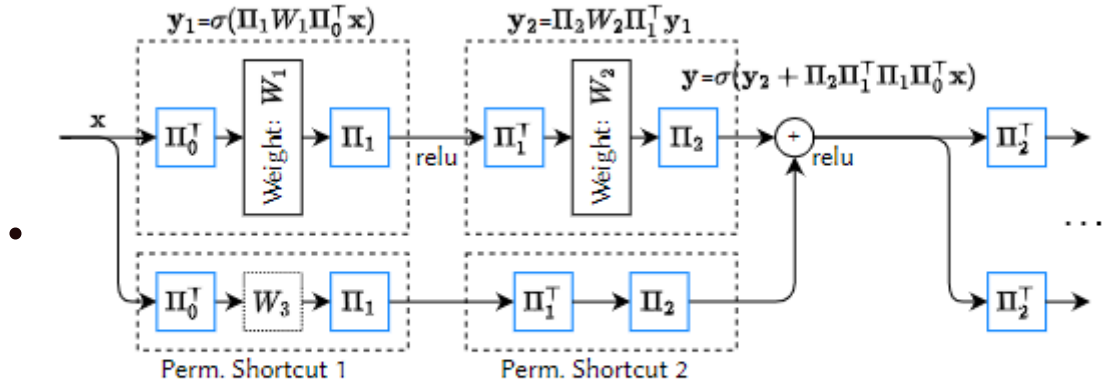 y₁=σ(Π₁W₁Π₀ᵀx)
y₂=Π₂W₂Π₁ᵀy₁
y=σ(y₂ + Π₂Π₁ᵀΠ₁Π₀ᵀx)
x
Π₀ᵀ
Weight: W₁
Π₁
relu
Π₁ᵀ
Weight: W₂
Π₂
+
relu
Π₂ᵀ
...
Π₀ᵀ
W₃
Π₁
Π₁ᵀ
Π₂
Π₂ᵀ
Perm. Shortcut 1
Perm. Shortcut 2